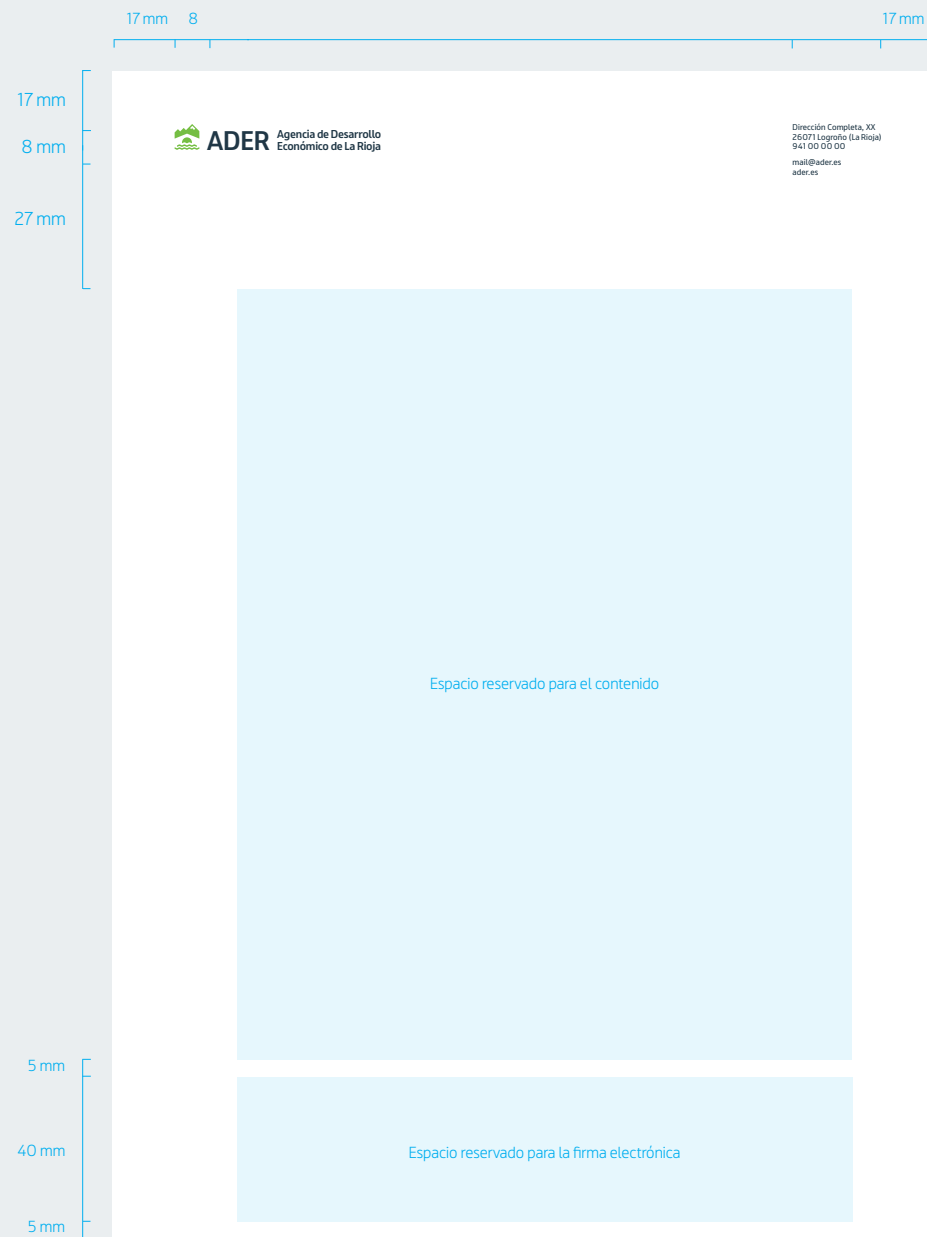 17 mm 8 17 mm
17 mm
8 mm
27 mm
ADER
Agencia de Desarrollo
Económico de La Rioja
Dirección Completa, XX
26071 Logroño (La Rioja)
941 00 00 00
mail@ader.es
ader.es
Espacio reservado para el contenido
5 mm
40 mm
Espacio reservado para la firma electrónica
5 mm